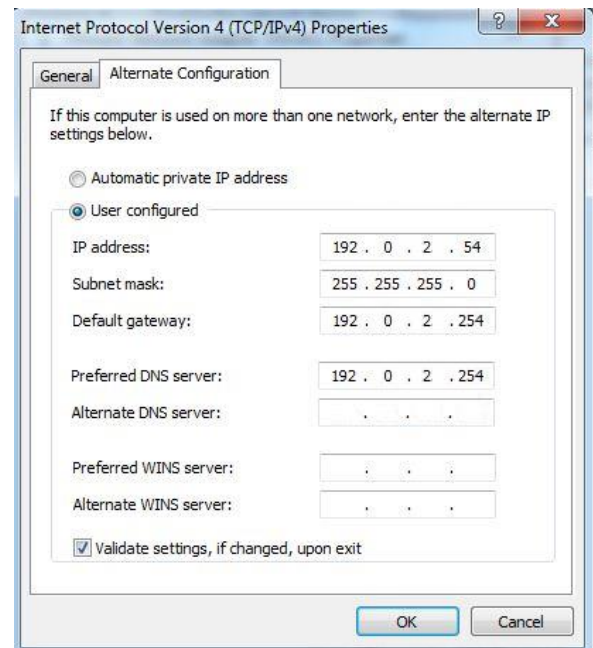 Internet Protocol Version 4 (TCP/IPv4) Properties
General Alternate Configuration
If this computer is used on more than one network, enter the alternate IP
settings below.
Automatic private IP address
User configured
IP address: 192 . 0 . 2 . 54
Subnet mask: 255 . 255 . 255 . 0
Default gateway: 192 . 0 . 2 . 254
Preferred DNS server: 192 . 0 . 2 . 254
Alternate DNS server: . . .
Preferred WINS server: . . .
Alternate WINS server: . . .
Validate settings, if changed, upon exit
OK Cancel